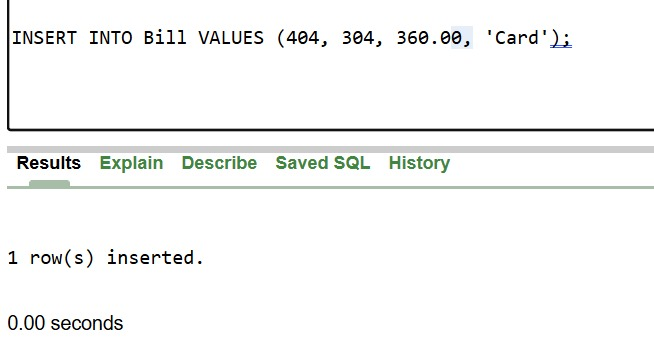 INSERT INTO Bill VALUES (404, 304, 360.00, 'Card');
Results Explain Describe Saved SQL History
1 row(s) inserted.
0.00 seconds